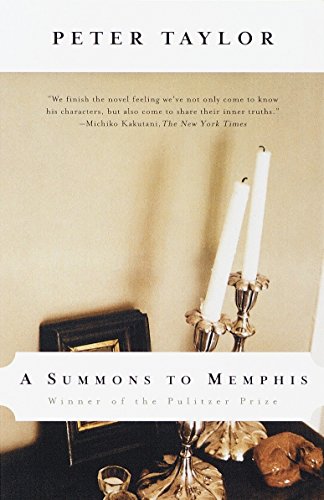 PETER TAYLOR
"We finish the novel feeling we've not only come to know
his characters, but also come to share their inner truths."
—Michiko Kakutani, The New York Times
A SUMMONS TO MEMPHIS
Winner of the Pulitzer Prize